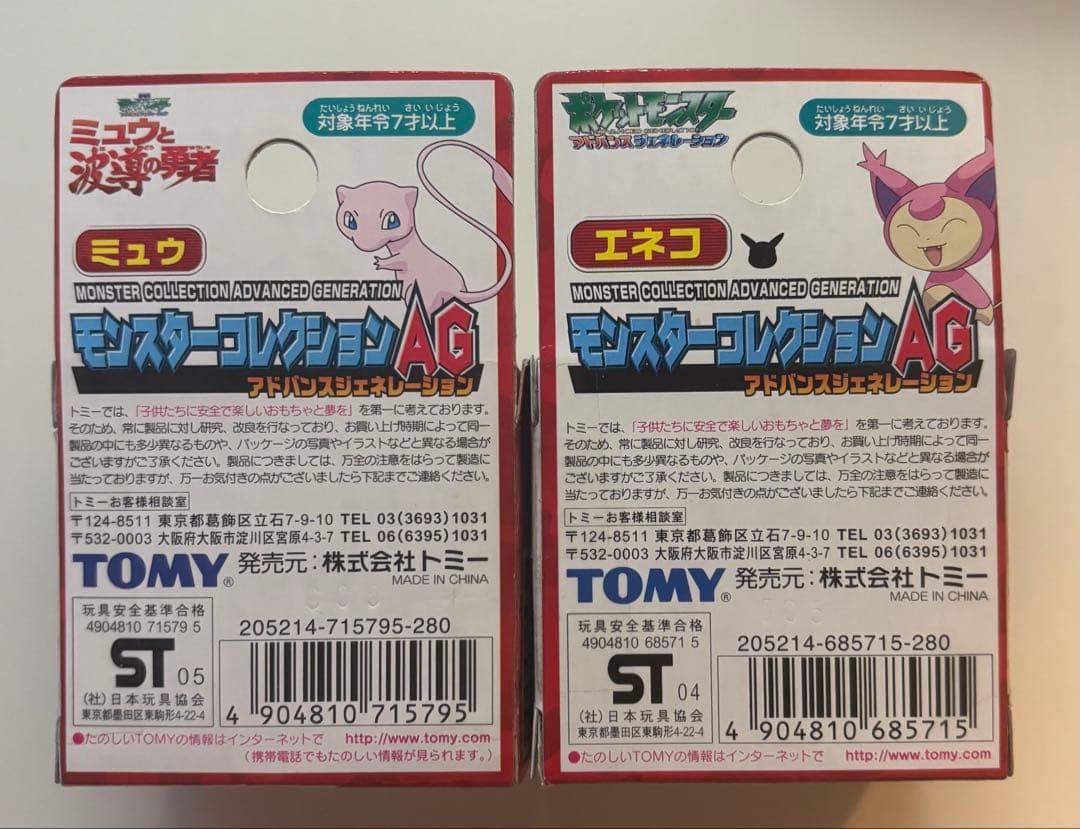 ミュウと
波導の勇者
たいしょうねんれい さいいじょう
対象年令7才以上
ミュウ
MONSTER COLLECTION ADVANCED GENERATION
モンスターコレクションAG
アドバンスジェネレーション
トミーでは、「子供たちに安全で楽しいおもちゃと夢を」を第一に考えております。
そのため、常に製品に対し研究、改良を行なっており、お買い上げ時期によって同一
製品の中にも多少異なるものや、パッケージの写真やイラストなどと異なる場合が
ございますがご了承ください。製品につきましては、万全の注意をはらって製造に
当たっておりますが、万一お気付きの点がございましたら下記までご連絡ください。
トミーお客様相談室
〒124-8511 東京都葛飾区立石7-9-10 TEL 03(3693)1031
〒532-0003 大阪府大阪市淀川区宮原4-3-7 TEL 06(6395)1031
TOMY® 発売元：株式会社トミー
MADE IN CHINA
玩具安全基準合格
4904810 71579 5
ST 05
(社)日本玩具協会
東京都墨田区東駒形4-22-4
205214-715795-280
4 904810 715795
●たのしいTOMYの情報はインターネットで http://www.tomy.com
(携帯電話でもたのしい情報が見られます。)
ポケットモンスター
アドバンスジェネレーション
たいしょうねんれい さいいじょう
対象年令7才以上
エネコ
MONSTER COLLECTION ADVANCED GENERATION
モンスターコレクションAG
アドバンスジェネレーション
トミーでは、「子供たちに安全で楽しいおもちゃと夢を」を第一に考えております。
そのため、常に製品に対し研究、改良を行なっており、お買い上げ時期によって同一
製品の中にも多少異なるものや、パッケージの写真やイラストなどと異なる場合が
ございますがご了承ください。製品につきましては、万全の注意をはらって製造に
当たっておりますが、万一お気付きの点がございましたら下記までご連絡ください。
トミーお客様相談室
〒124-8511 東京都葛飾区立石7-9-10 TEL 03(3693)1031
〒532-0003 大阪府大阪市淀川区宮原4-3-7 TEL 06(6395)1031
TOMY® 発売元：株式会社トミー
MADE IN CHINA
玩具安全基準合格
4904810 68571 5
ST 04
(社)日本玩具協会
東京都墨田区東駒形4-22-4
205214-685715-280
4 904810 685715
●たのしいTOMYの情報はインターネットで http://www.tomy.com